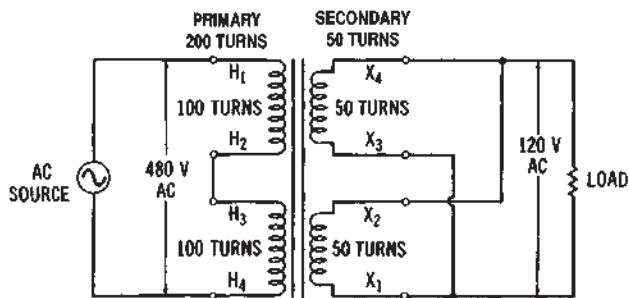 PRIMARY
200 TURNS
SECONDARY
50 TURNS
H1
X4
100 TURNS
50 TURNS
H2
X3
AC
SOURCE
480 V
AC
120 V
AC
LOAD
H3
X2
100 TURNS
50 TURNS
H4
X1